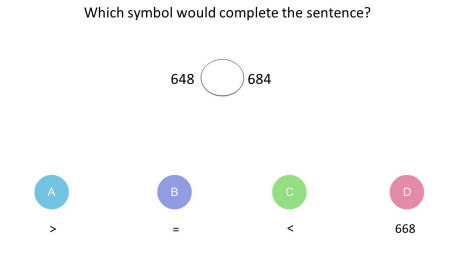 Which symbol would complete the sentence?
648 684
A B C D
> = < 668